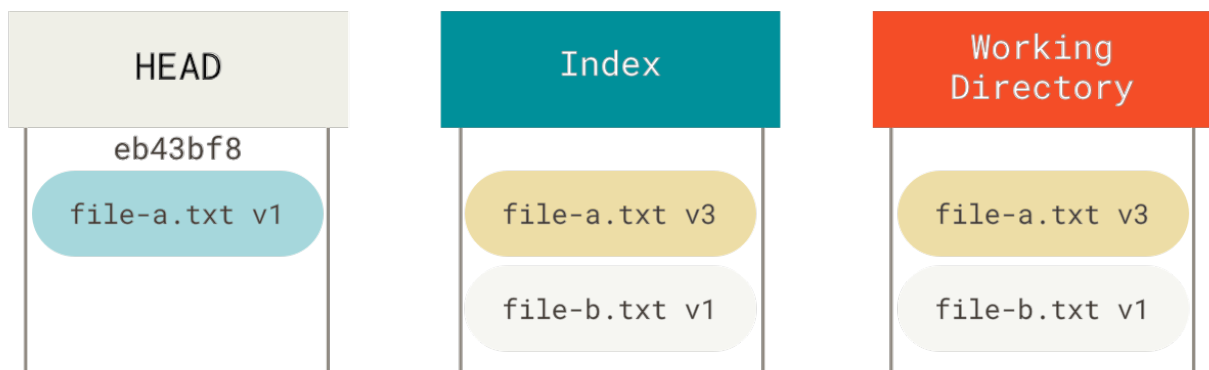 HEAD
Index
Working
Directory
eb43bf8
file-a.txt v1
file-a.txt v3
file-a.txt v3
file-b.txt v1
file-b.txt v1